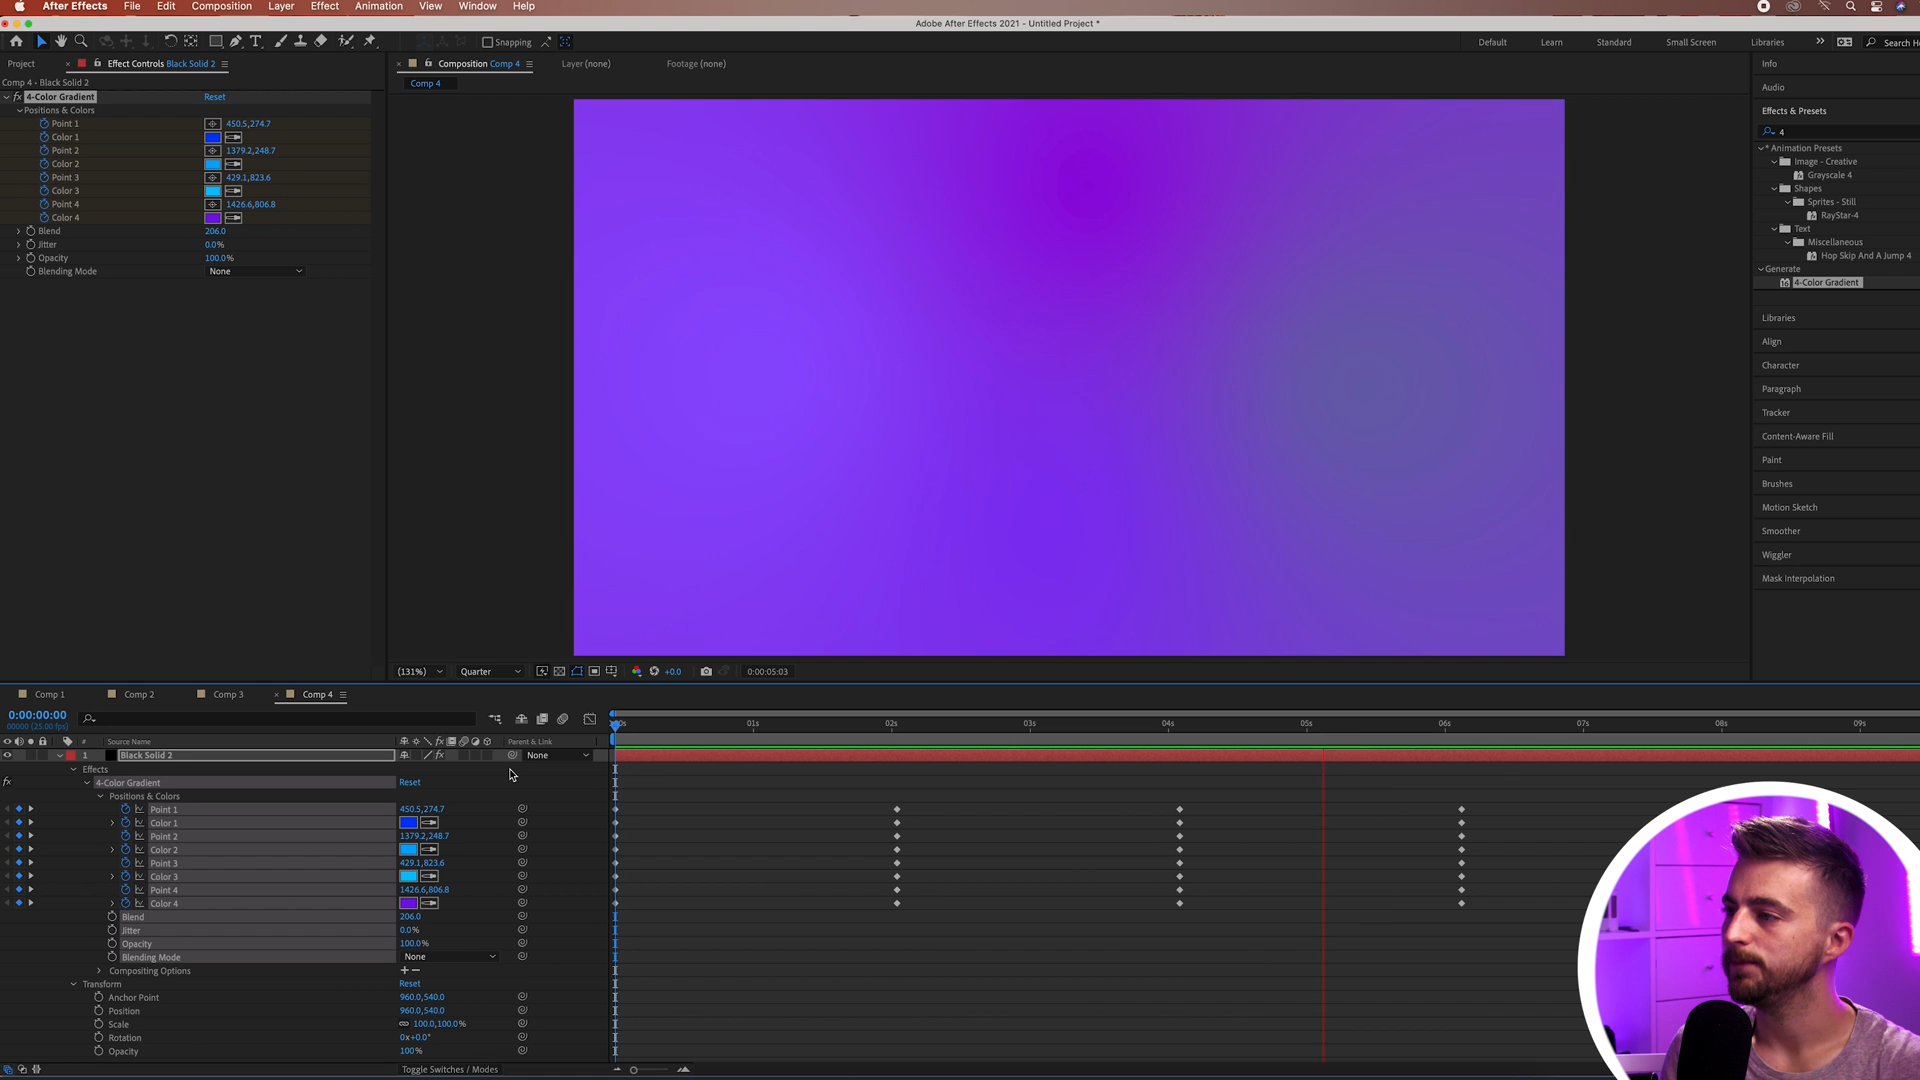 After Effects File Edit Composition Layer Effect Animation View Window Help
Adobe After Effects 2021 - Untitled Project *
Snapping Default Learn Standard Small Screen Libraries Search H
Project Effect Controls Black Solid 2
Comp 4 • Black Solid 2
fx 4-Color Gradient Reset
Positions & Colors
Point 1 450.5,274.7
Color 1
Point 2 1379.2,248.7
Color 2
Point 3 429.1,823.6
Color 3
Point 4 1426.6,806.8
Color 4
Blend 206.0
Jitter 0.0%
Opacity 100.0%
Blending Mode None
Composition Comp 4 Layer (none) Footage (none)
Comp 4
(131%) Quarter +0.0 0:00:05:03
Info
Audio
Effects & Presets
4
* Animation Presets
Image - Creative
Grayscale 4
Shapes
Sprites - Still
RayStar-4
Text
Miscellaneous
Hop Skip And A Jump 4
Generate
4-Color Gradient
Libraries
Align
Character
Paragraph
Tracker
Content-Aware Fill
Paint
Brushes
Motion Sketch
Smoother
Wiggler
Mask Interpolation
Comp 1 Comp 2 Comp 3 Comp 4
0:00:00:00
00000 (25.00 fps)
01s 02s 03s 04s 05s 06s 07s 08s 09s
# Source Name Parent & Link
1 Black Solid 2 None
Effects
fx 4-Color Gradient Reset
Positions & Colors
Point 1 450.5,274.7
Color 1
Point 2 1379.2,248.7
Color 2
Point 3 429.1,823.6
Color 3
Point 4 1426.6,806.8
Color 4
Blend 206.0
Jitter 0.0%
Opacity 100.0%
Blending Mode None
Compositing Options + −
Transform Reset
Anchor Point 960.0,540.0
Position 960.0,540.0
Scale 100.0,100.0%
Rotation 0x+0.0°
Opacity 100%
Toggle Switches / Modes